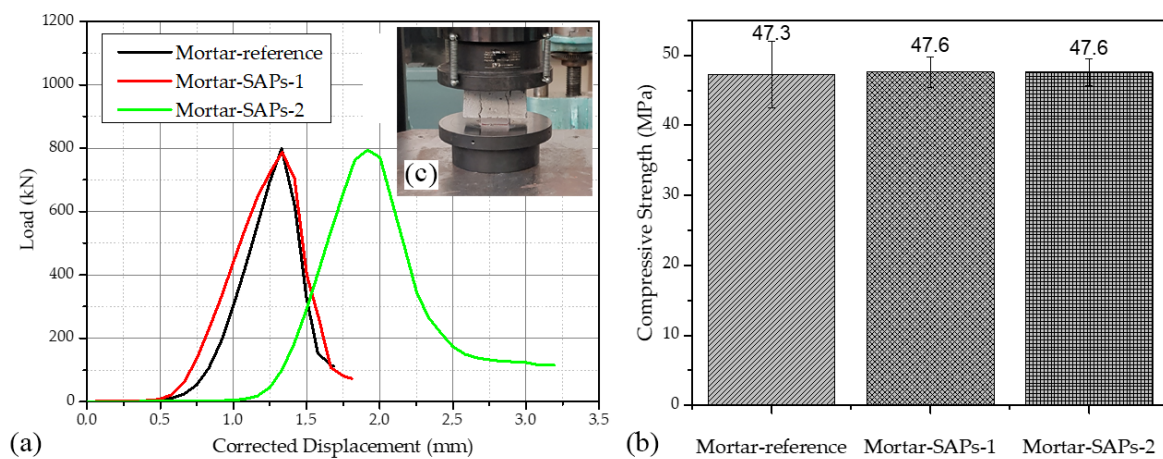 1200
1000
800
600
400
200
0
Load (kN)
Mortar-reference
Mortar-SAPs-1
Mortar-SAPs-2
(c)
0.0 0.5 1.0 1.5 2.0 2.5 3.0 3.5
Corrected Displacement (mm)
(a)
50
40
30
20
10
0
Compressive Strength (MPa)
47.3 47.6 47.6
Mortar-reference Mortar-SAPs-1 Mortar-SAPs-2
(b)